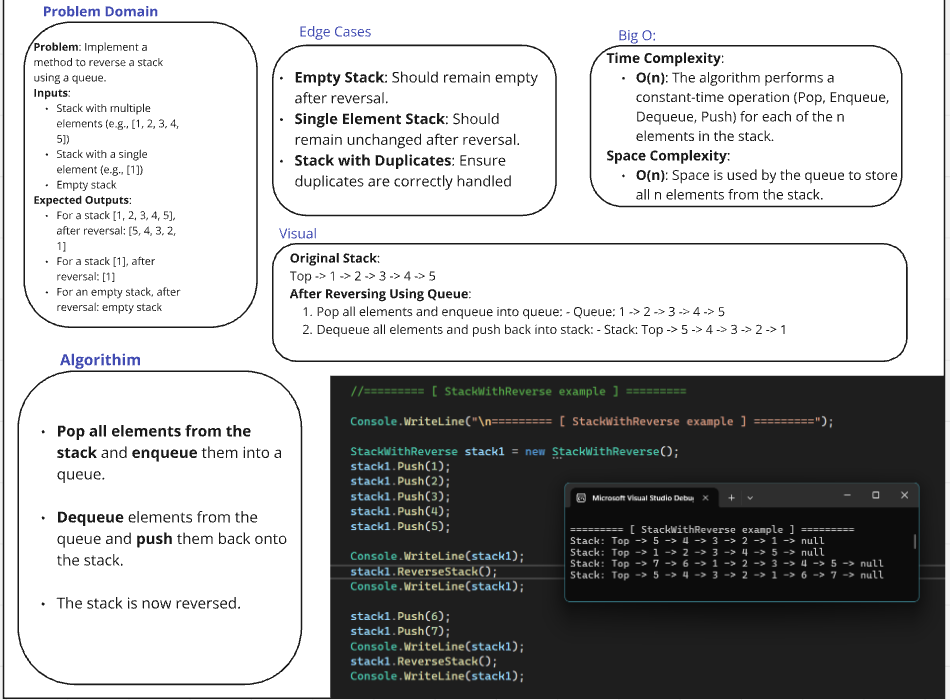 Problem Domain
Problem: Implement a
method to reverse a stack
using a queue.
Inputs:
• Stack with multiple
elements (e.g., [1, 2, 3, 4,
5])
• Stack with a single
element (e.g., [1])
• Empty stack
Expected Outputs:
• For a stack [1, 2, 3, 4, 5],
after reversal: [5, 4, 3, 2,
1]
• For a stack [1], after
reversal: [1]
• For an empty stack, after
reversal: empty stack
Edge Cases
• Empty Stack: Should remain empty
after reversal.
• Single Element Stack: Should
remain unchanged after reversal.
• Stack with Duplicates: Ensure
duplicates are correctly handled
Big O:
Time Complexity:
• O(n): The algorithm performs a
constant-time operation (Pop, Enqueue,
Dequeue, Push) for each of the n
elements in the stack.
Space Complexity:
• O(n): Space is used by the queue to store
all n elements from the stack.
Visual
Original Stack:
Top -> 1 -> 2 -> 3 -> 4 -> 5
After Reversing Using Queue:
1. Pop all elements and enqueue into queue: - Queue: 1 -> 2 -> 3 -> 4 -> 5
2. Dequeue all elements and push back into stack: - Stack: Top -> 5 -> 4 -> 3 -> 2 -> 1
Algorithim
• Pop all elements from the
stack and enqueue them into a
queue.
• Dequeue elements from the
queue and push them back onto
the stack.
• The stack is now reversed.
//========= [ StackWithReverse example ] =========
Console.WriteLine("\n========= [ StackWithReverse example ] =========");
StackWithReverse stack1 = new StackWithReverse();
stack1.Push(1);
stack1.Push(2);
stack1.Push(3);
stack1.Push(4);
stack1.Push(5);
Console.WriteLine(stack1);
stack1.ReverseStack();
Console.WriteLine(stack1);
stack1.Push(6);
stack1.Push(7);
Console.WriteLine(stack1);
stack1.ReverseStack();
Console.WriteLine(stack1);
Microsoft Visual Studio Debu
========= [ StackWithReverse example ] =========
Stack: Top -> 5 -> 4 -> 3 -> 2 -> 1 -> null
Stack: Top -> 1 -> 2 -> 3 -> 4 -> 5 -> null
Stack: Top -> 7 -> 6 -> 1 -> 2 -> 3 -> 4 -> 5 -> null
Stack: Top -> 5 -> 4 -> 3 -> 2 -> 1 -> 6 -> 7 -> null